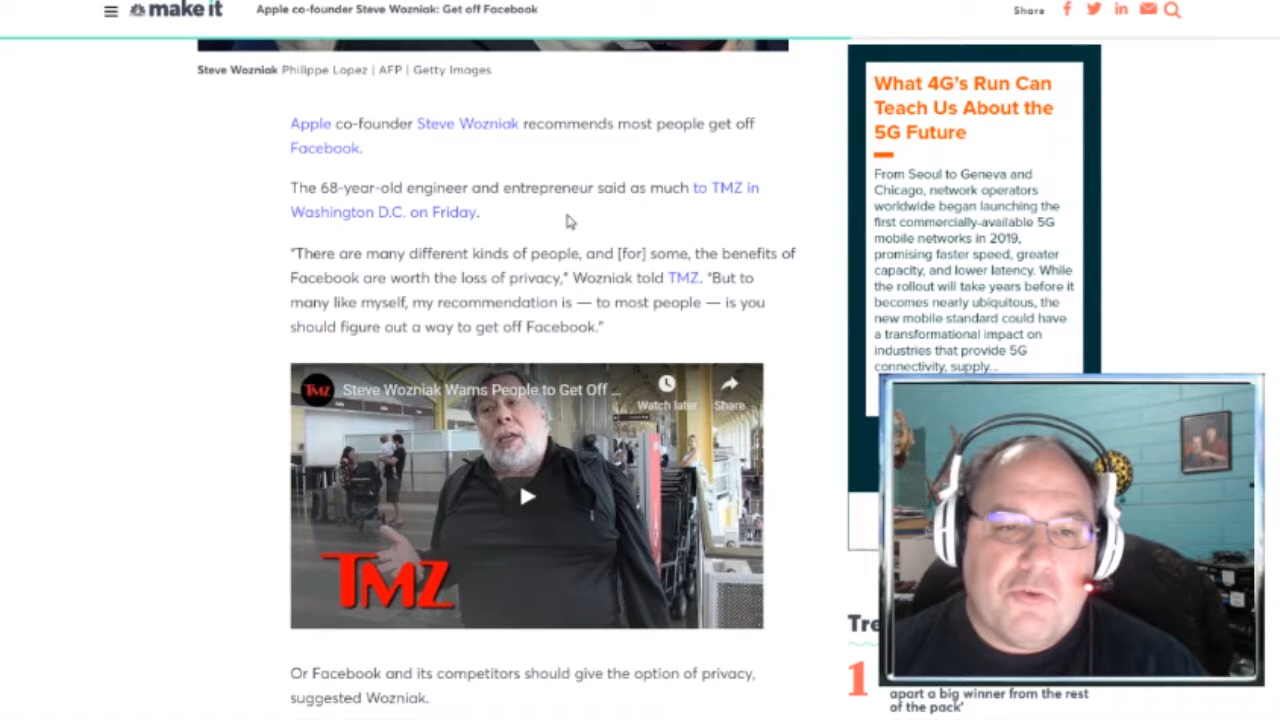 make it
Apple co-founder Steve Wozniak: Get off Facebook
Share
Steve Wozniak Philippe Lopez | AFP | Getty Images
Apple co-founder Steve Wozniak recommends most people get off
Facebook.
The 68-year-old engineer and entrepreneur said as much to TMZ in
Washington D.C. on Friday.
"There are many different kinds of people, and [for] some, the benefits of
Facebook are worth the loss of privacy," Wozniak told TMZ. "But to
many like myself, my recommendation is — to most people — is you
should figure out a way to get off Facebook."
TMZ
Steve Wozniak Warns People to Get Off ...
Watch later
Share
TMZ
Or Facebook and its competitors should give the option of privacy,
suggested Wozniak.
What 4G's Run Can
Teach Us About the
5G Future
From Seoul to Geneva and
Chicago, network operators
worldwide began launching the
first commercially-available 5G
mobile networks in 2019,
promising faster speed, greater
capacity, and lower latency. While
the rollout will take years before it
becomes nearly ubiquitous, the
new mobile standard could have
a transformational impact on
industries that provide 5G
connectivity, supply...
Tre
1
apart a big winner from the rest
of the pack'